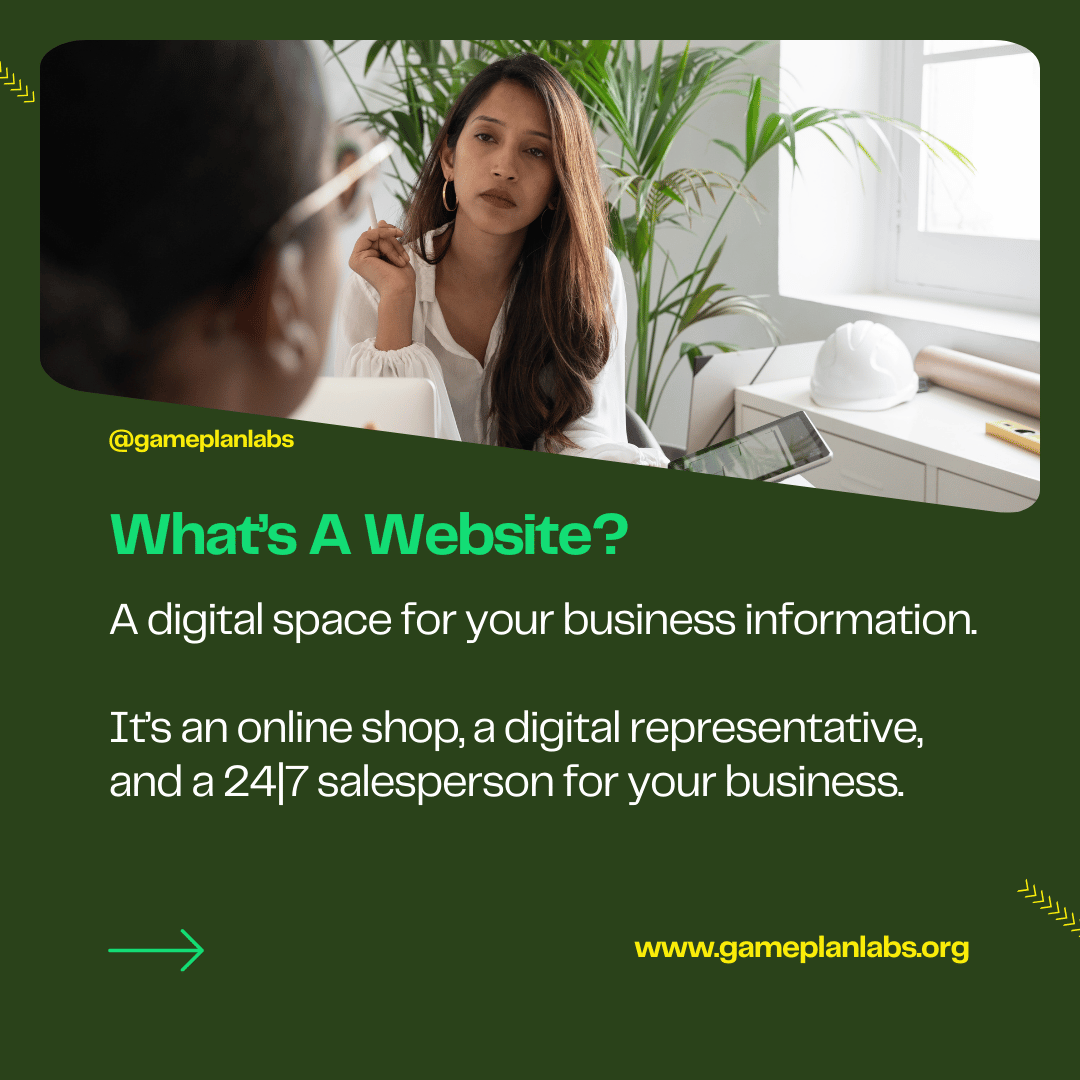 @gameplanlabs
What's A Website?
A digital space for your business information.
It's an online shop, a digital representative,
and a 24|7 salesperson for your business.
www.gameplanlabs.org